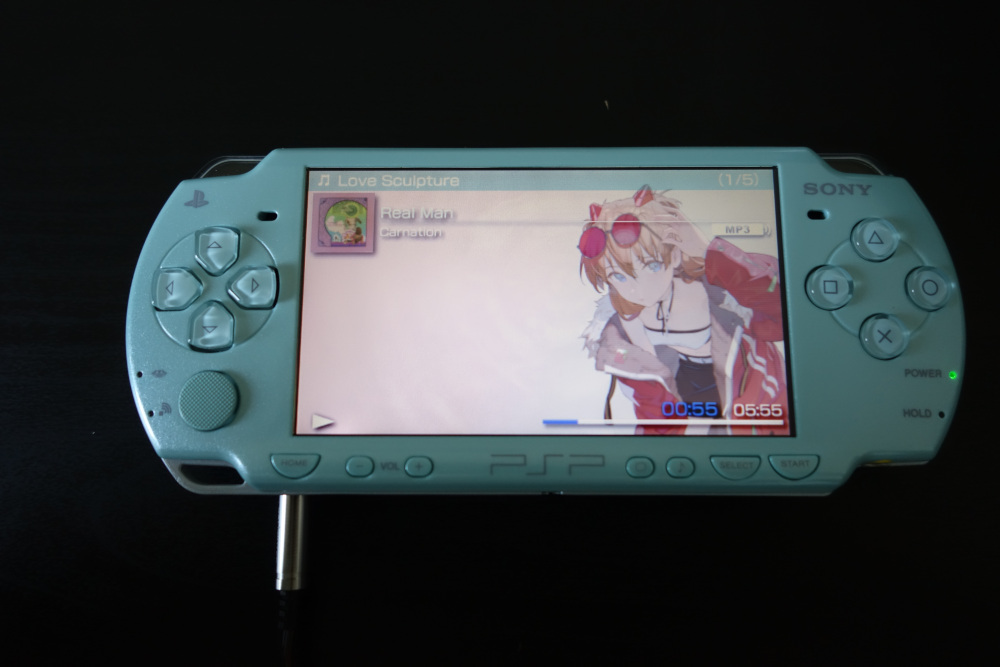 ♫ Love Sculpture (1/5)
Real Man
Carnation
MP3
00:55 / 05:55
SONY
POWER
HOLD
HOME
− VOL +
PSP
♪
SELECT
START